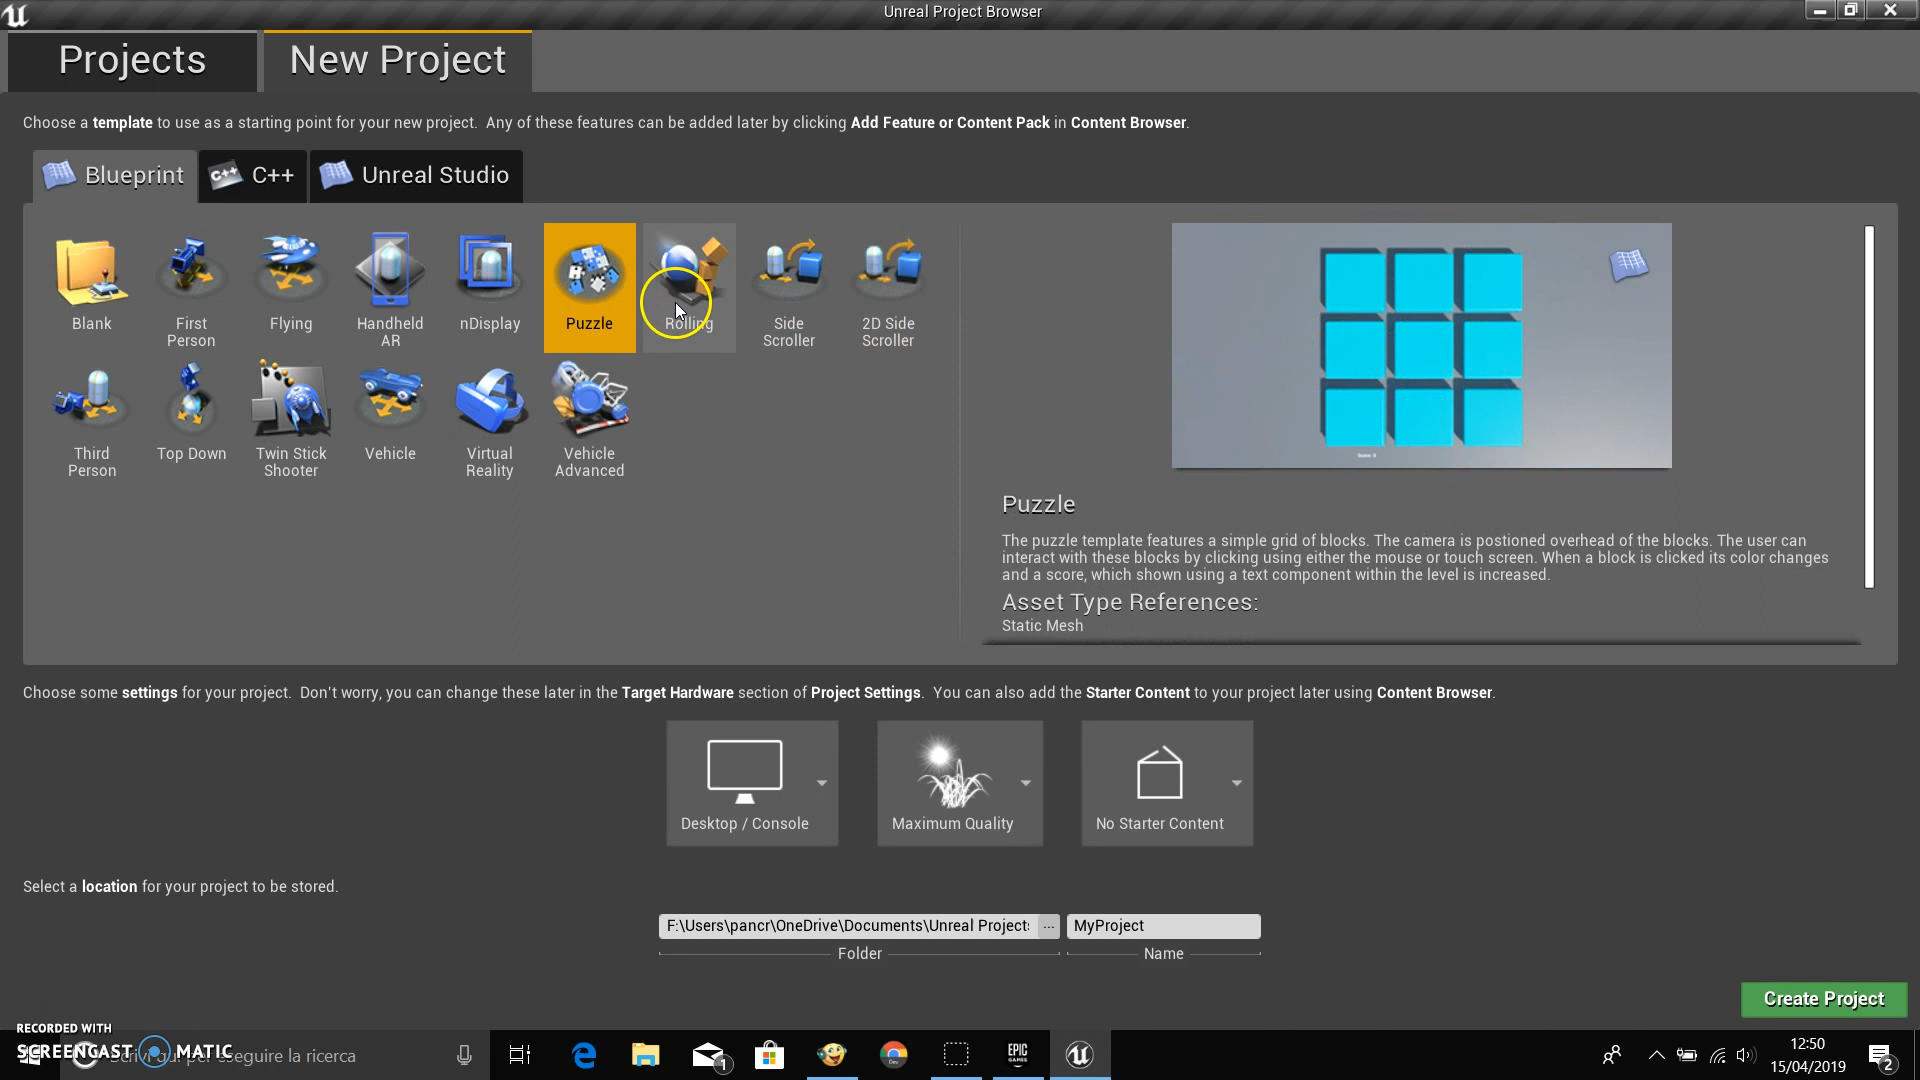 Unreal Project Browser
Projects
New Project
Choose a template to use as a starting point for your new project. Any of these features can be added later by clicking Add Feature or Content Pack in Content Browser.
Blueprint
C++
C++
Unreal Studio
Blank
First
Person
Flying
Handheld
AR
nDisplay
Puzzle
Rolling
Side
Scroller
2D Side
Scroller
Third
Person
Top Down
Twin Stick
Shooter
Vehicle
Virtual
Reality
Vehicle
Advanced
Puzzle
The puzzle template features a simple grid of blocks. The camera is postioned overhead of the blocks. The user can
interact with these blocks by clicking using either the mouse or touch screen. When a block is clicked its color changes
and a score, which shown using a text component within the level is increased.
Asset Type References:
Static Mesh
Choose some settings for your project. Don't worry, you can change these later in the Target Hardware section of Project Settings. You can also add the Starter Content to your project later using Content Browser.
Desktop / Console
Maximum Quality
No Starter Content
Select a location for your project to be stored.
F:\Users\pancr\OneDrive\Documents\Unreal Projects
...
MyProject
Folder
Name
Create Project
RECORDED WITH
SCREENCAST MATIC
Scrivi qui per eseguire la ricerca
1
Dev
EPIC
GAMES
12:50
15/04/2019
2